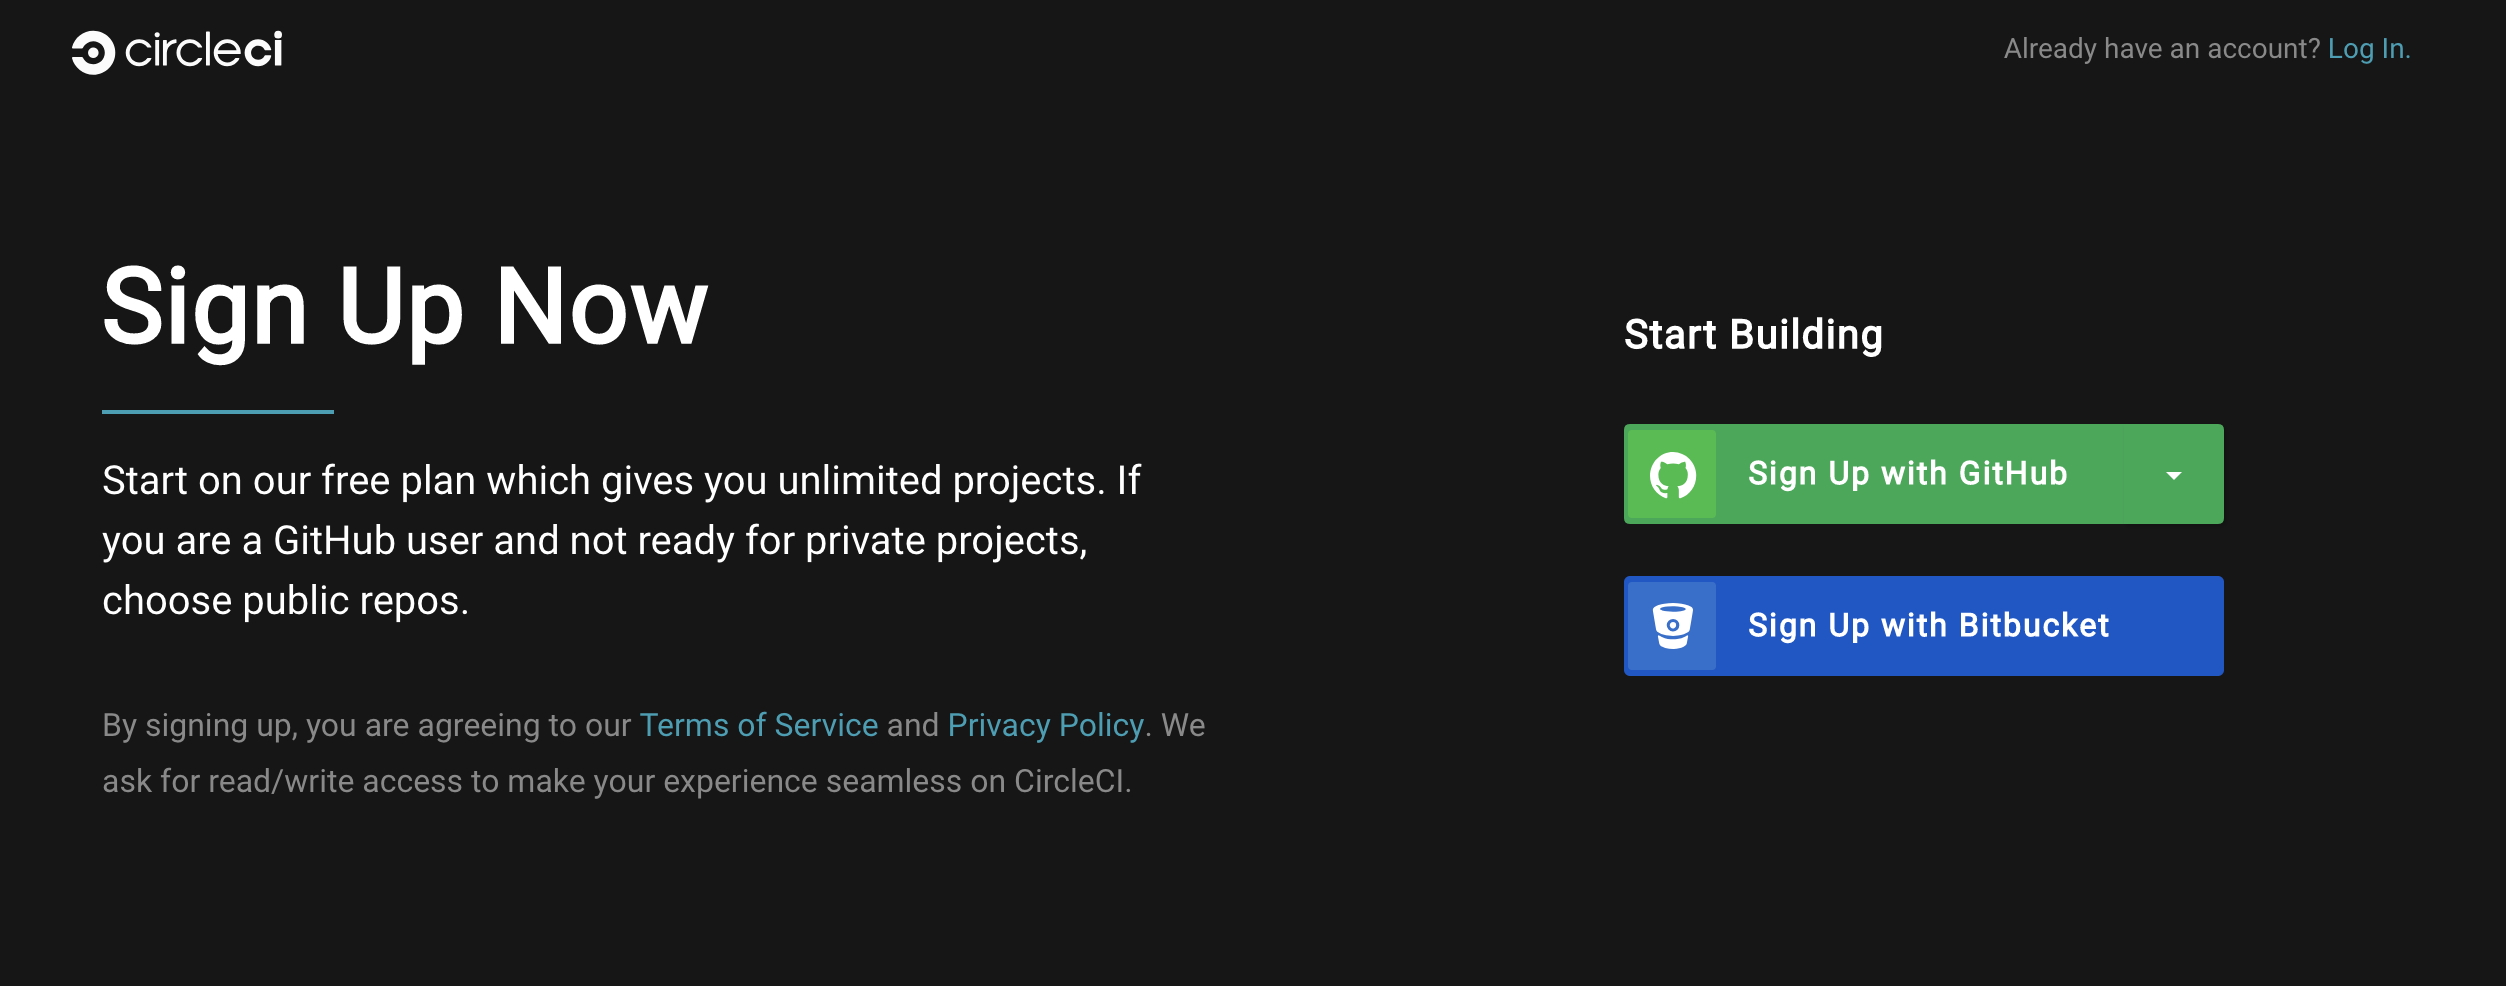 circleci
Already have an account? Log In.
Sign Up Now
Start on our free plan which gives you unlimited projects. If
you are a GitHub user and not ready for private projects,
choose public repos.
By signing up, you are agreeing to our Terms of Service and Privacy Policy. We
ask for read/write access to make your experience seamless on CircleCI.
Start Building
Sign Up with GitHub
Sign Up with Bitbucket